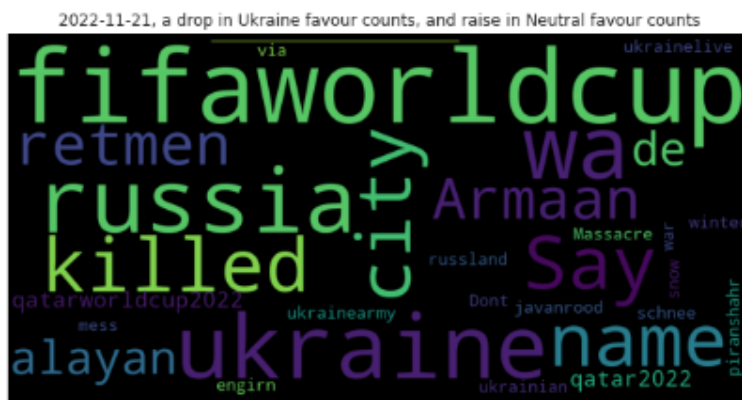 2022-11-21, a drop in Ukraine favour counts, and raise in Neutral favour counts
via
ukrainelive
fifaworldcup
retmen
wa
de
city
russia
Armaan
winter
Massacre
war
killed
russland
Say
snow
qatarworldcup2022
Dont
javanrood
schnee
piranshahr
ukrainearmy
mess
alayan
ukraine
name
engirn
ukrainian
qatar2022